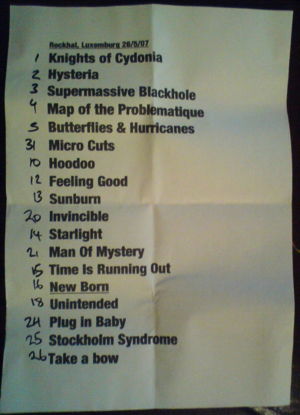 Rockhal, Luxemburg 26/5/07
1 Knights of Cydonia
2 Hysteria
3 Supermassive Blackhole
4 Map of the Problematique
5 Butterflies & Hurricanes
31 Micro Cuts
10 Hoodoo
12 Feeling Good
13 Sunburn
20 Invincible
14 Starlight
21 Man Of Mystery
15 Time Is Running Out
16 New Born
18 Unintended
24 Plug in Baby
25 Stockholm Syndrome
26 Take a bow